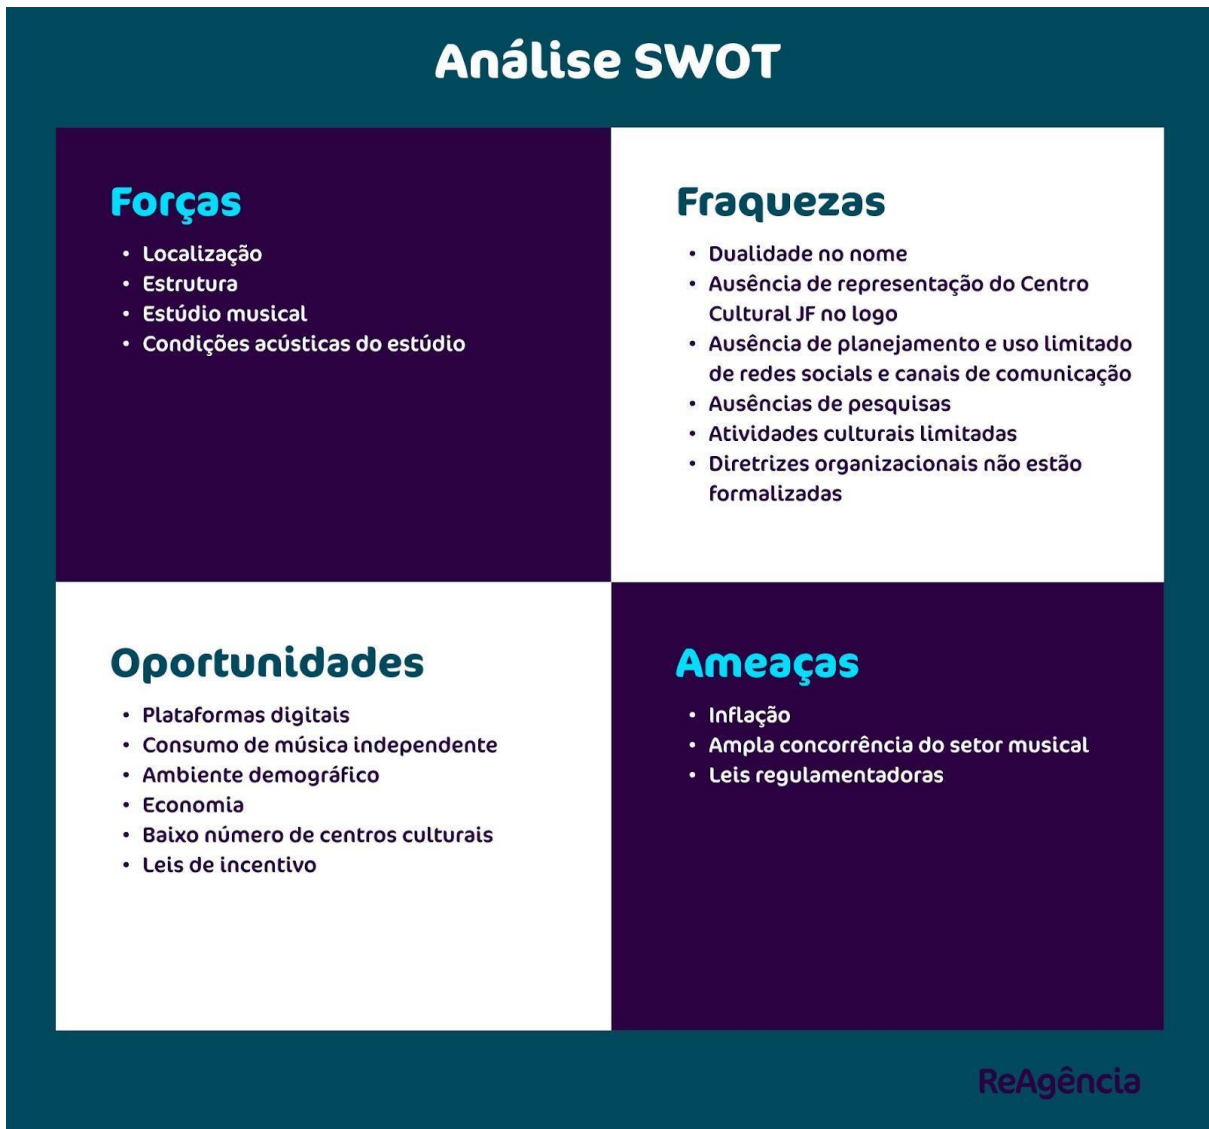 Análise SWOT
Forças
• Localização
• Estrutura
• Estúdio musical
• Condições acústicas do estúdio
Fraquezas
• Dualidade no nome
• Ausência de representação do Centro
Cultural JF no logo
• Ausência de planejamento e uso limitado
de redes socials e canais de comunicação
• Ausências de pesquisas
• Atividades culturais limitadas
• Diretrizes organizacionais não estão
formalizadas
Oportunidades
• Plataformas digitais
• Consumo de música independente
• Ambiente demográfico
• Economia
• Baixo número de centros culturais
• Leis de incentivo
Ameaças
• Inflação
• Ampla concorrência do setor musical
• Leis regulamentadoras
ReAgência